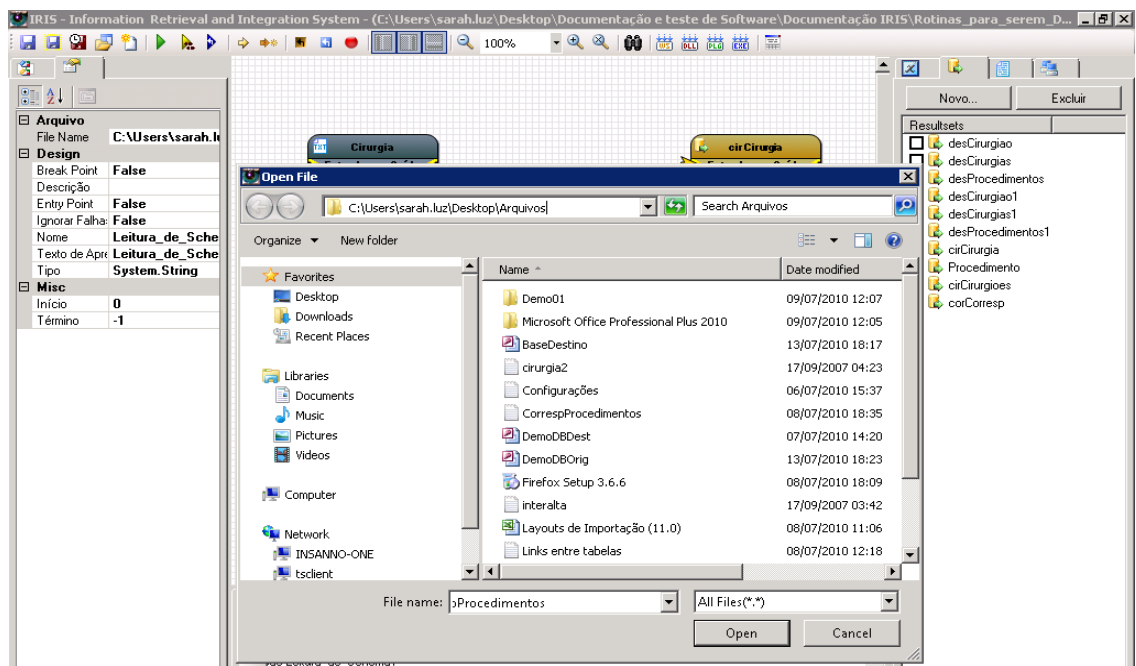 IRIS - Information Retrieval and Integration System - (C:\Users\sarah.luz\Desktop\Documentação e teste de Software\Documentação IRIS\Rotinas_para_serem_D...
100%
WS
DLL
PLG
EXE
Arquivo
File Name C:\Users\sarah.lu
Design
Break Point False
Descrição
Entry Point False
Ignorar Falha: False
Nome Leitura_de_Sche
Texto de Apre Leitura_de_Sche
Tipo System.String
Misc
Início 0
Término -1
TXT
Cirurgia
cirCirurgia
Open File
C:\Users\sarah.luz\Desktop\Arquivos
Search Arquivos
Organize
New folder
Favorites
Desktop
Downloads
Recent Places
Libraries
Documents
Music
Pictures
Videos
Computer
Network
INSANNO-ONE
tsclient
Name Date modified
Demo01 09/07/2010 12:07
Microsoft Office Professional Plus 2010 09/07/2010 12:05
BaseDestino 13/07/2010 18:17
cirurgia2 17/09/2007 04:23
Configurações 06/07/2010 15:37
CorrespProcedimentos 08/07/2010 18:35
DemoDBDest 07/07/2010 14:20
DemoDBOrig 13/07/2010 18:23
Firefox Setup 3.6.6 08/07/2010 18:09
interalta 17/09/2007 03:42
Layouts de Importação (11.0) 08/07/2010 11:06
Links entre tabelas 08/07/2010 12:18
File name: pProcedimentos
All Files(*.*)
Open
Cancel
Novo...
Excluir
Resultsets
desCirurgiao
desCirurgias
desProcedimentos
desCirurgiao1
desCirurgias1
desProcedimentos1
cirCirurgia
Procedimento
cirCirurgioes
corCorresp